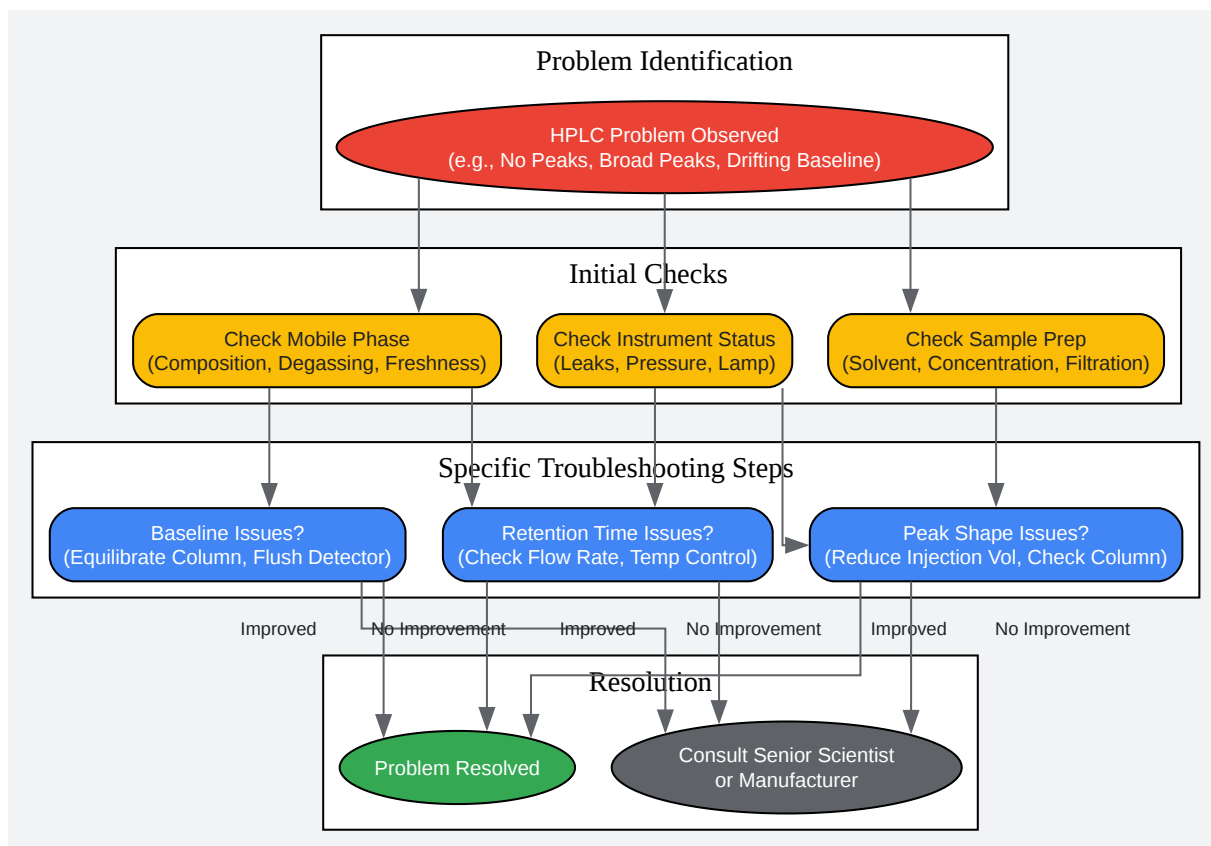 Problem Identification
HPLC Problem Observed
(e.g., No Peaks, Broad Peaks, Drifting Baseline)
Initial Checks
Check Mobile Phase
(Composition, Degassing, Freshness)
Check Instrument Status
(Leaks, Pressure, Lamp)
Check Sample Prep
(Solvent, Concentration, Filtration)
Specific Troubleshooting Steps
Baseline Issues?
(Equilibrate Column, Flush Detector)
Retention Time Issues?
(Check Flow Rate, Temp Control)
Peak Shape Issues?
(Reduce Injection Vol, Check Column)
Improved
No Improvement
Improved
No Improvement
Improved
No Improvement
Resolution
Problem Resolved
Consult Senior Scientist
or Manufacturer